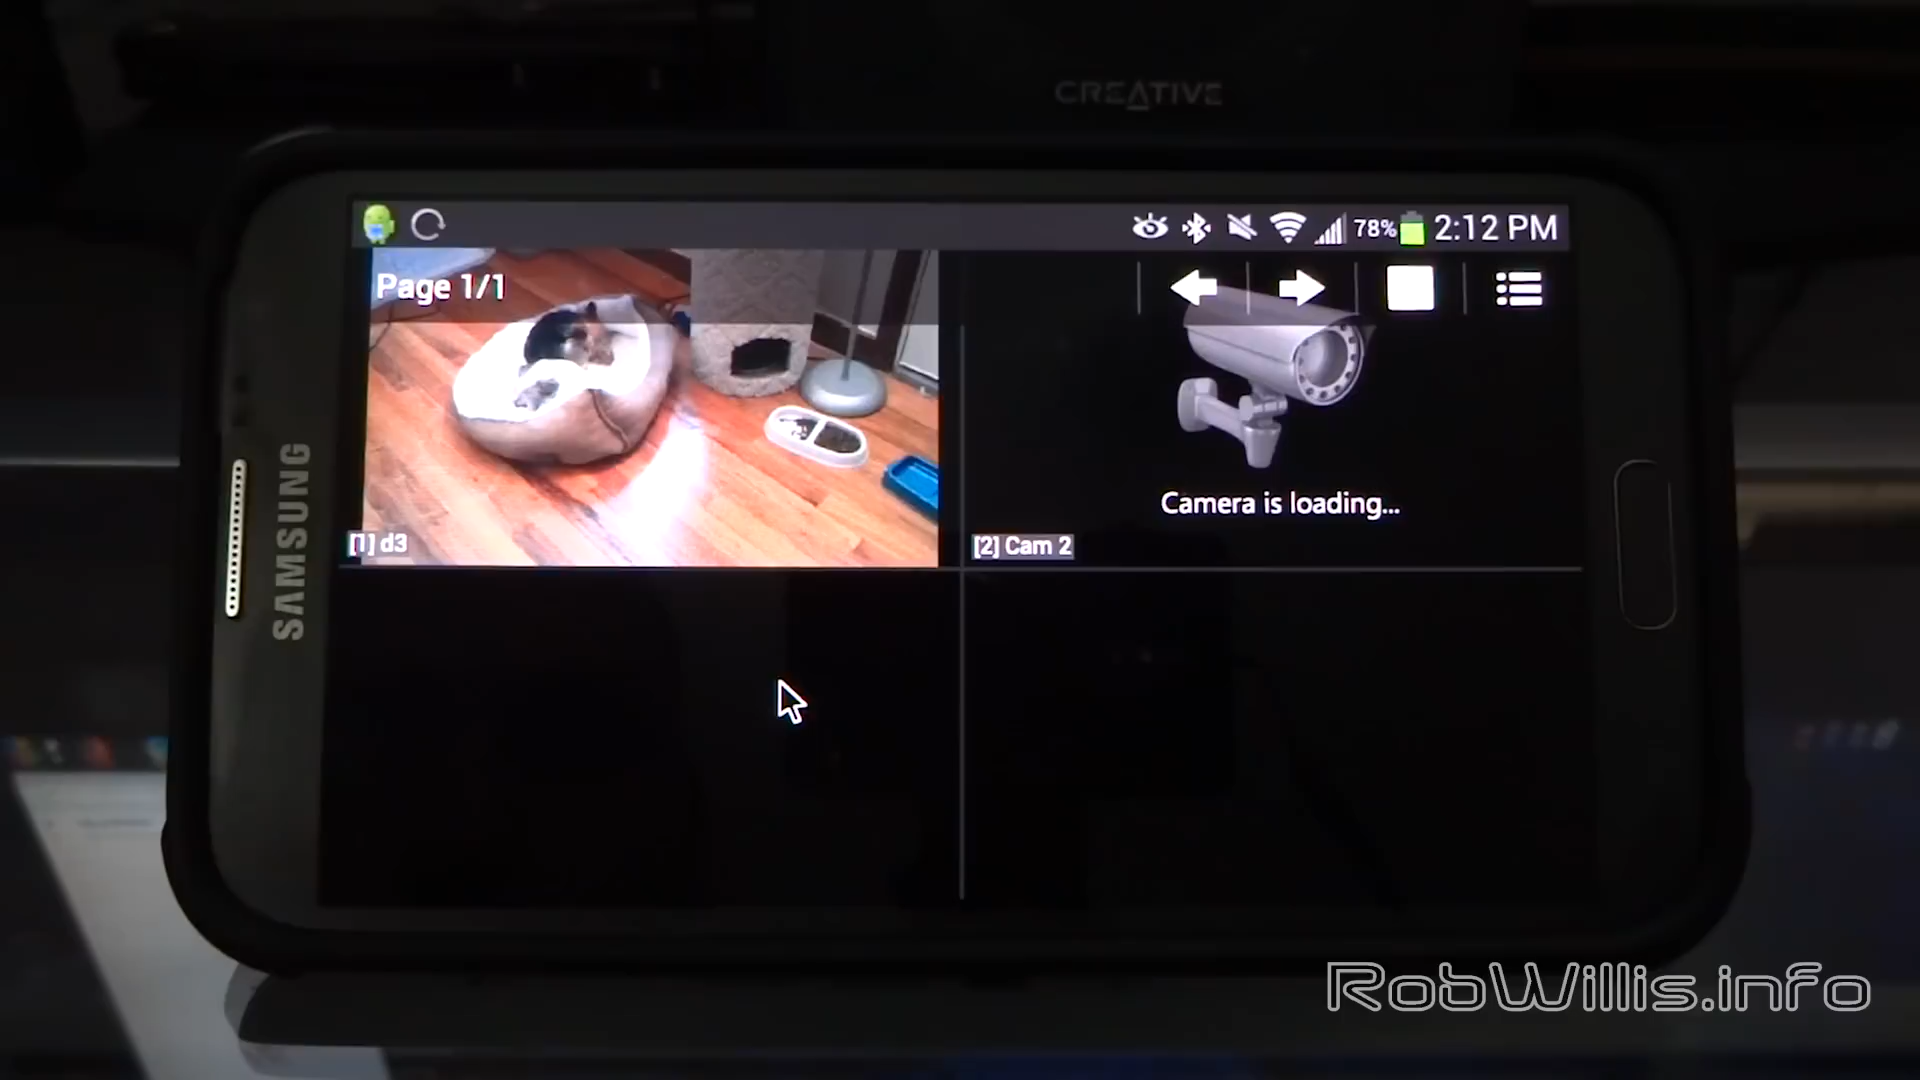 CREATIVE
78% 2:12 PM
Page 1/1
SAMSUNG
Camera is loading...
[1] d3
[2] Cam 2
RobWillis.info